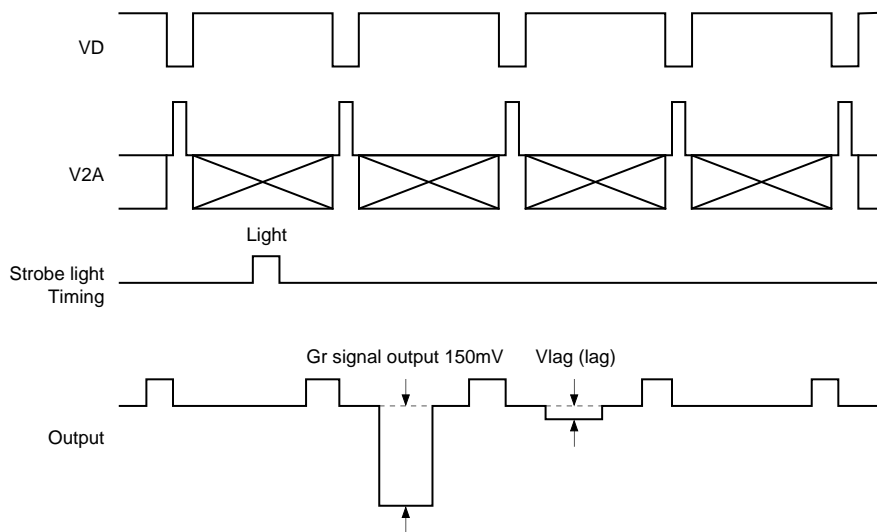 VD
V2A
Light
Strobe light
Timing
Gr signal output 150mV
Vlag (lag)
Output